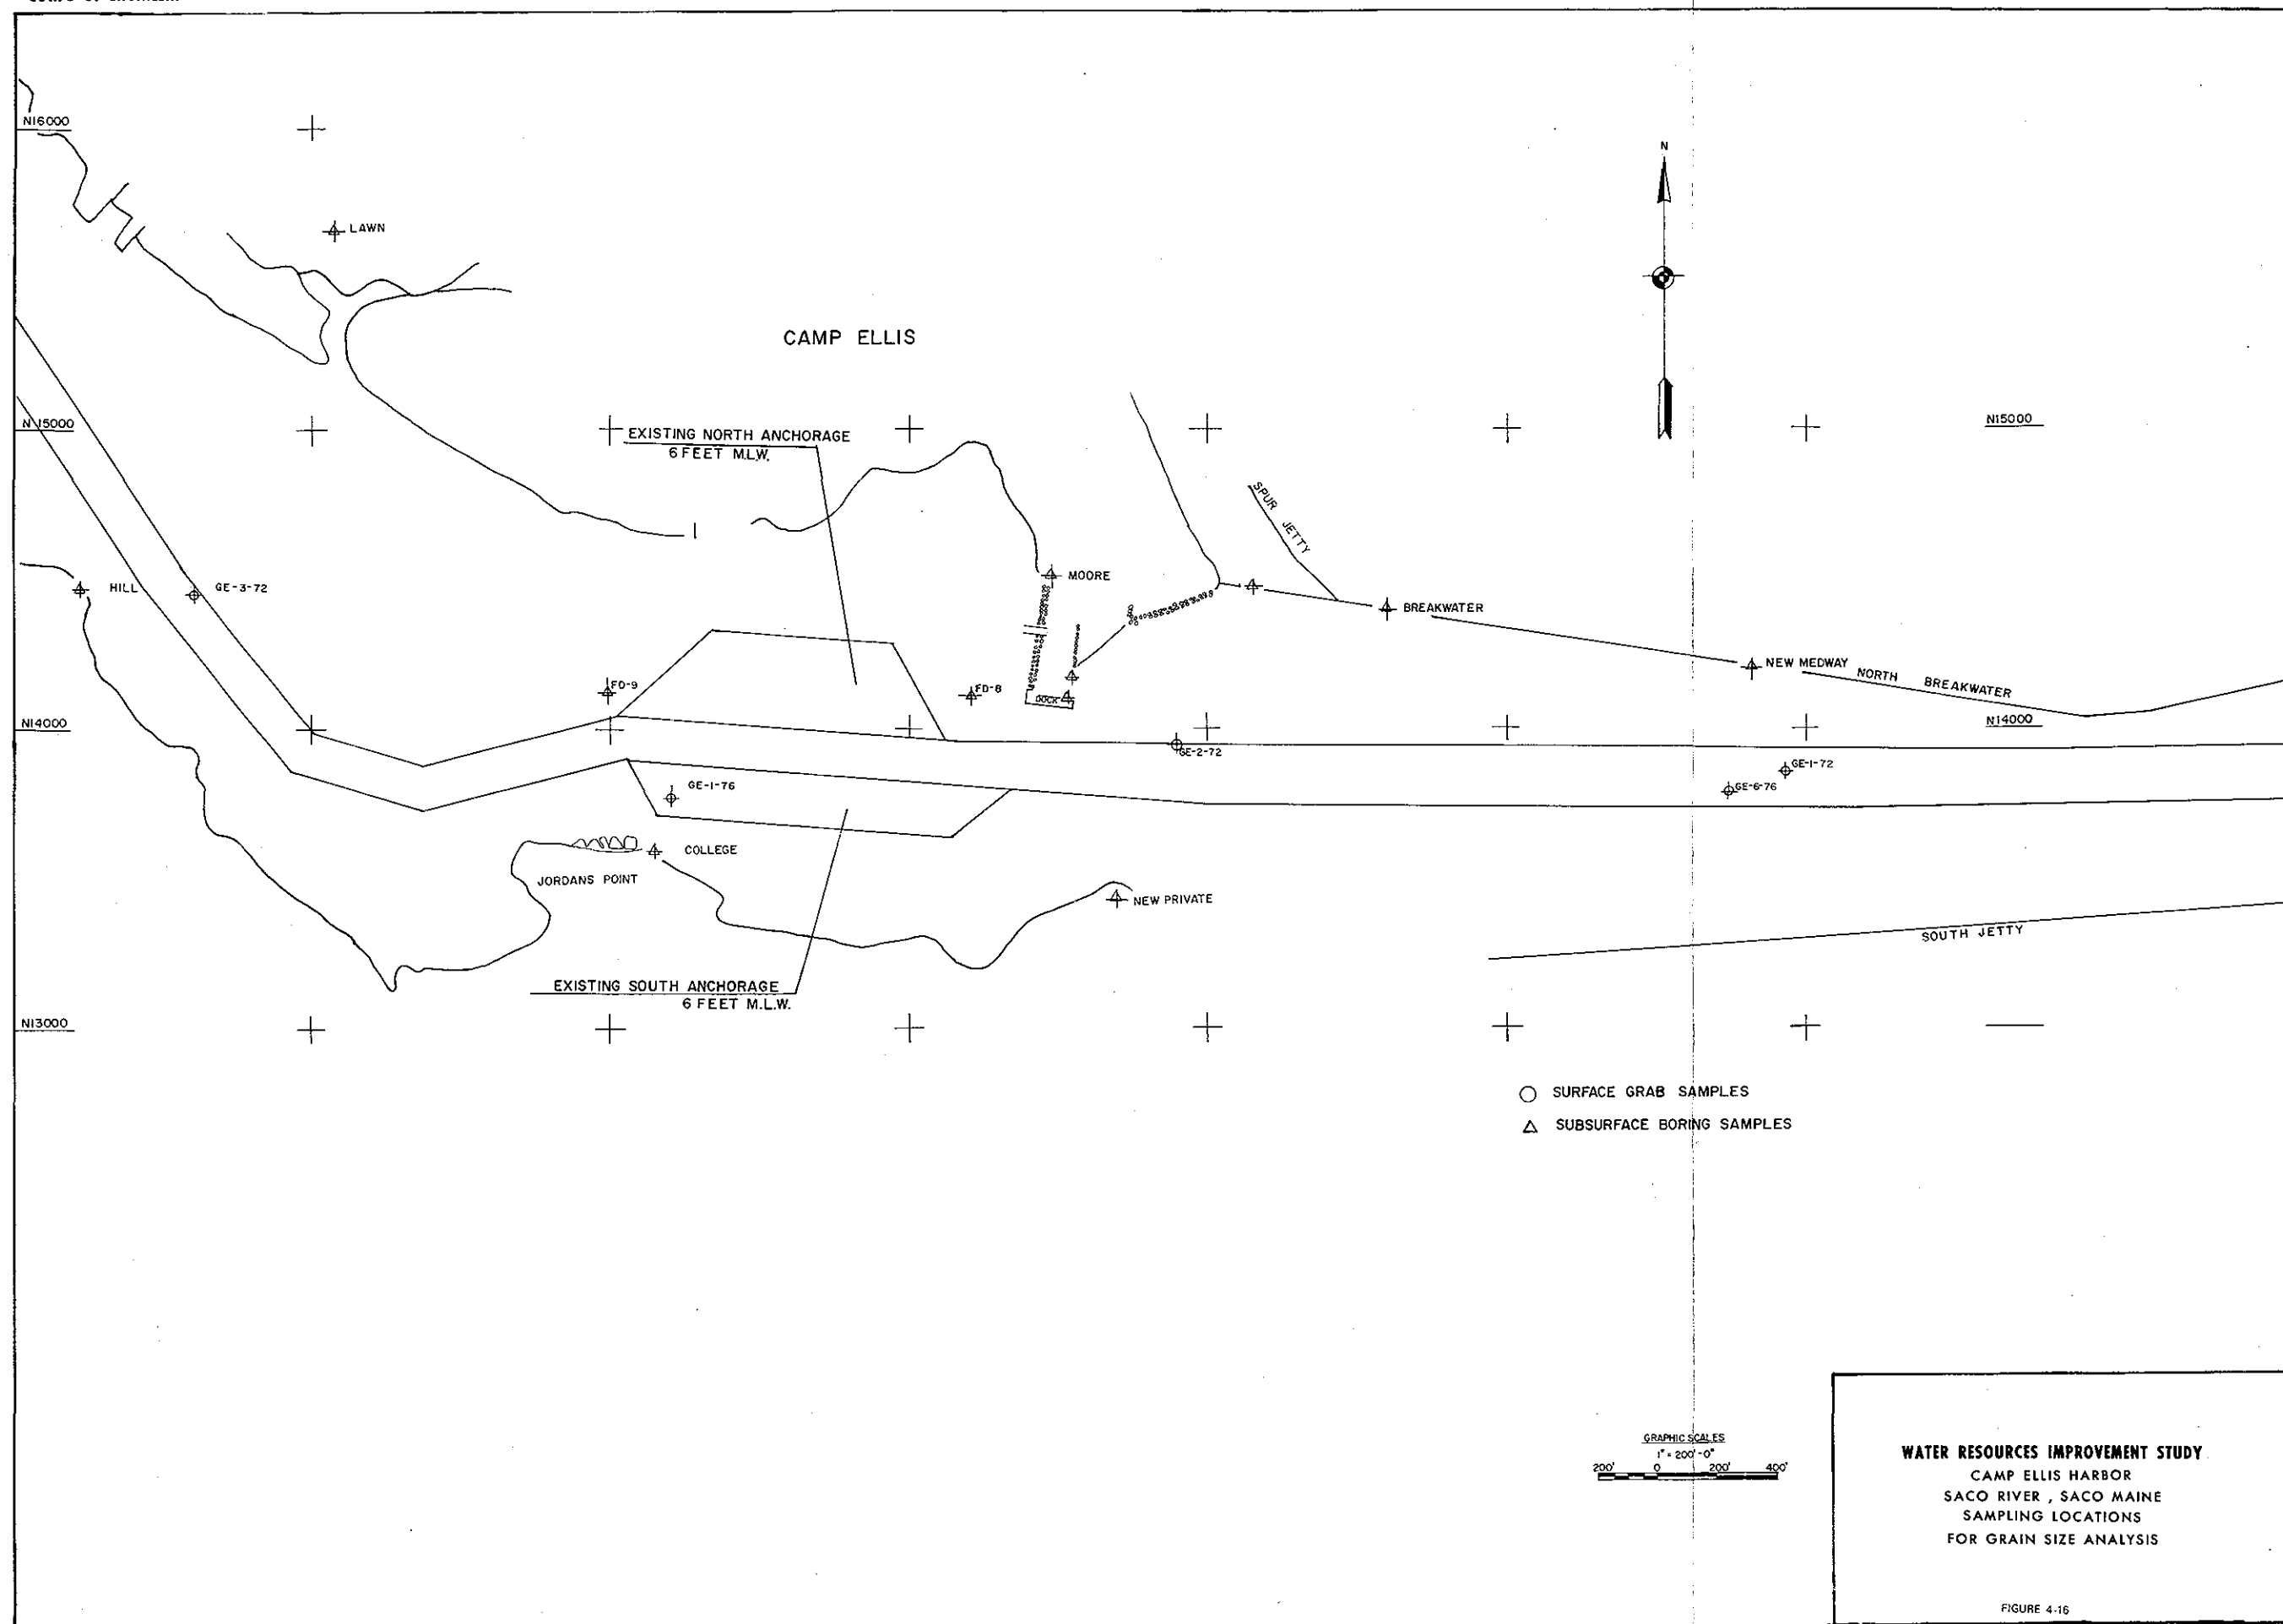 N16000
N
LAWN
CAMP ELLIS
N 15000
N15000
EXISTING NORTH ANCHORAGE
6 FEET M.L.W.
SPUR JETTY
HILL
GE-3-72
MOORE
BREAKWATER
NEW MEDWAY
NORTH BREAKWATER
FD-9
FD-8
DOCK
N14000
N14000
GE-2-72
GE-1-72
GE-6-76
GE-1-76
COLLEGE
JORDANS POINT
NEW PRIVATE
SOUTH JETTY
EXISTING SOUTH ANCHORAGE
6 FEET M.L.W.
N13000
SURFACE GRAB SAMPLES
SUBSURFACE BORING SAMPLES
GRAPHIC SCALES
1" = 200'-0"
200' 0 200' 400'
WATER RESOURCES IMPROVEMENT STUDY
CAMP ELLIS HARBOR
SACO RIVER , SACO MAINE
SAMPLING LOCATIONS
FOR GRAIN SIZE ANALYSIS
FIGURE 4-16